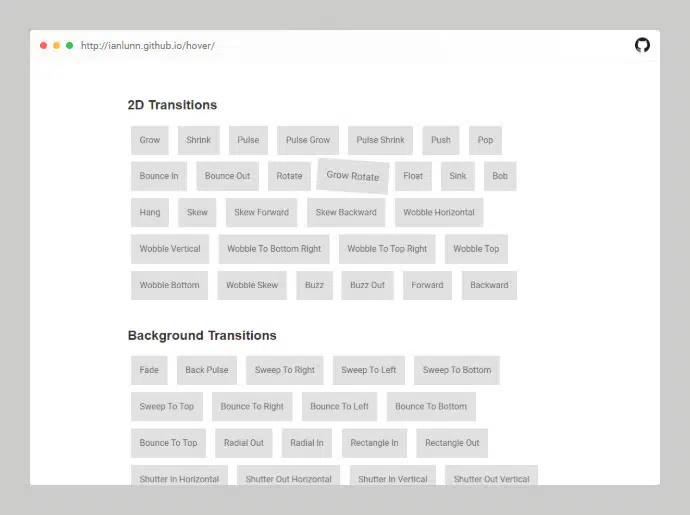 http://ianlunn.github.io/hover/
2D Transitions
Grow Shrink Pulse Pulse Grow Pulse Shrink Push Pop
Bounce In Bounce Out Rotate Grow Rotate Float Sink Bob
Hang Skew Skew Forward Skew Backward Wobble Horizontal
Wobble Vertical Wobble To Bottom Right Wobble To Top Right Wobble Top
Wobble Bottom Wobble Skew Buzz Buzz Out Forward Backward
Background Transitions
Fade Back Pulse Sweep To Right Sweep To Left Sweep To Bottom
Sweep To Top Bounce To Right Bounce To Left Bounce To Bottom
Bounce To Top Radial Out Radial In Rectangle In Rectangle Out
Shutter In Horizontal Shutter Out Horizontal Shutter In Vertical Shutter Out Vertical